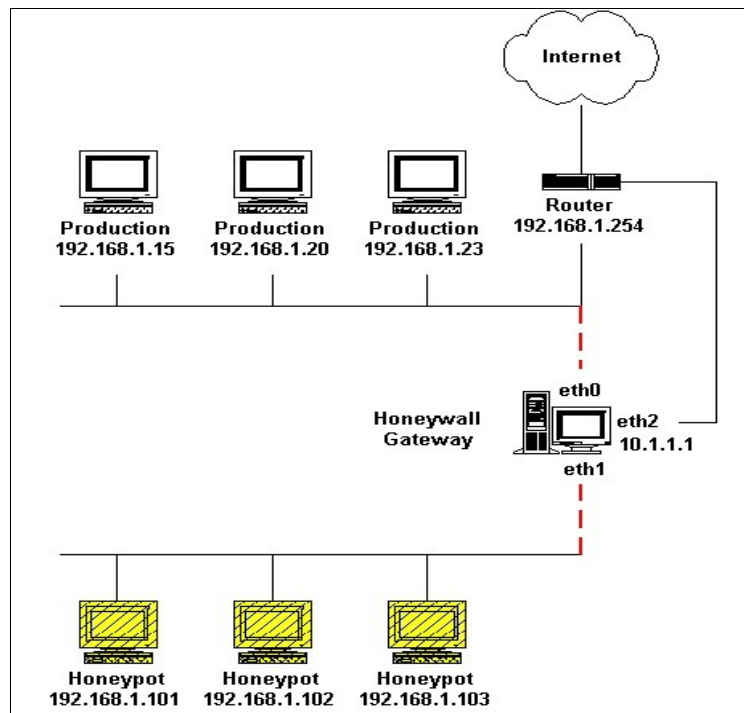 Internet
Production
192.168.1.15
Production
192.168.1.20
Production
192.168.1.23
Router
192.168.1.254
Honeywall
Gateway
eth0
eth2
10.1.1.1
eth1
Honeypot
192.168.1.101
Honeypot
192.168.1.102
Honeypot
192.168.1.103